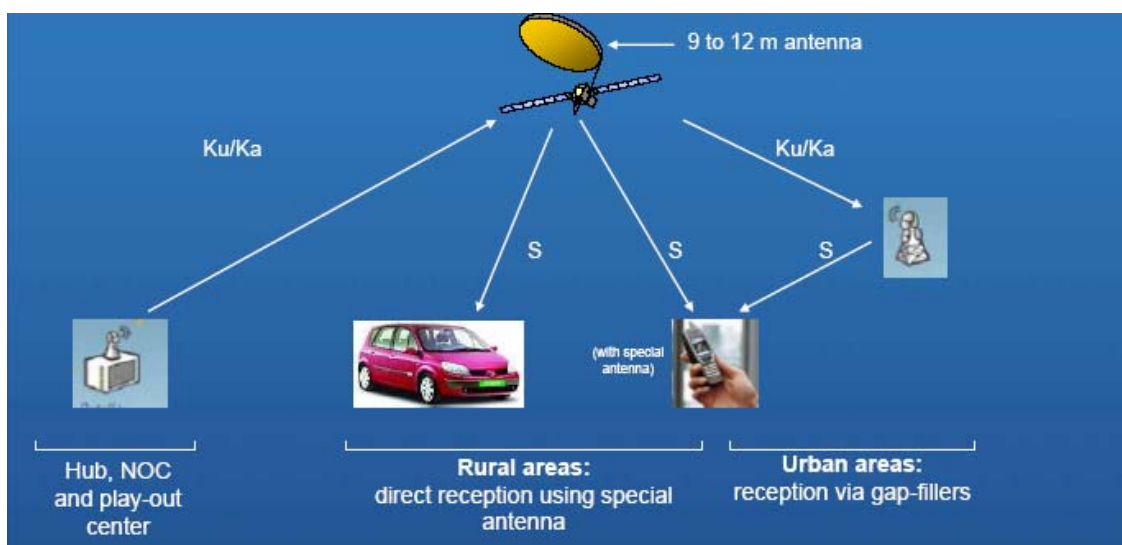 9 to 12 m antenna
Ku/Ka
Ku/Ka
S
S
S
(with special
antenna)
Hub, NOC
and play-out
center
Rural areas:
direct reception using special
antenna
Urban areas:
reception via gap-fillers